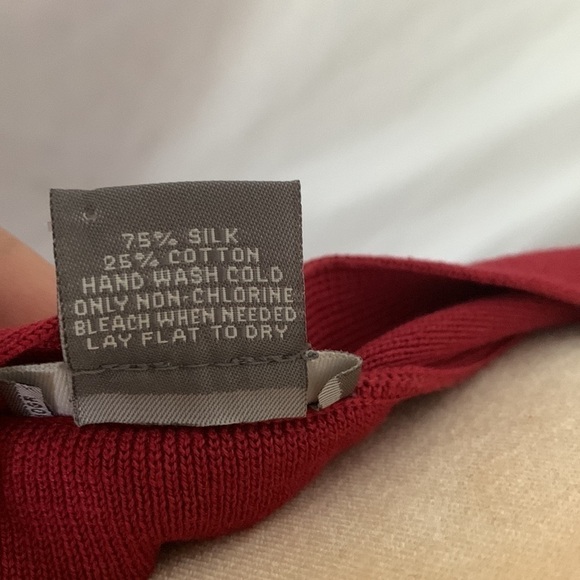 75% SILK
25% COTTON
HAND WASH COLD
ONLY NON-CHLORINE
BLEACH WHEN NEEDED
LAY FLAT TO DRY